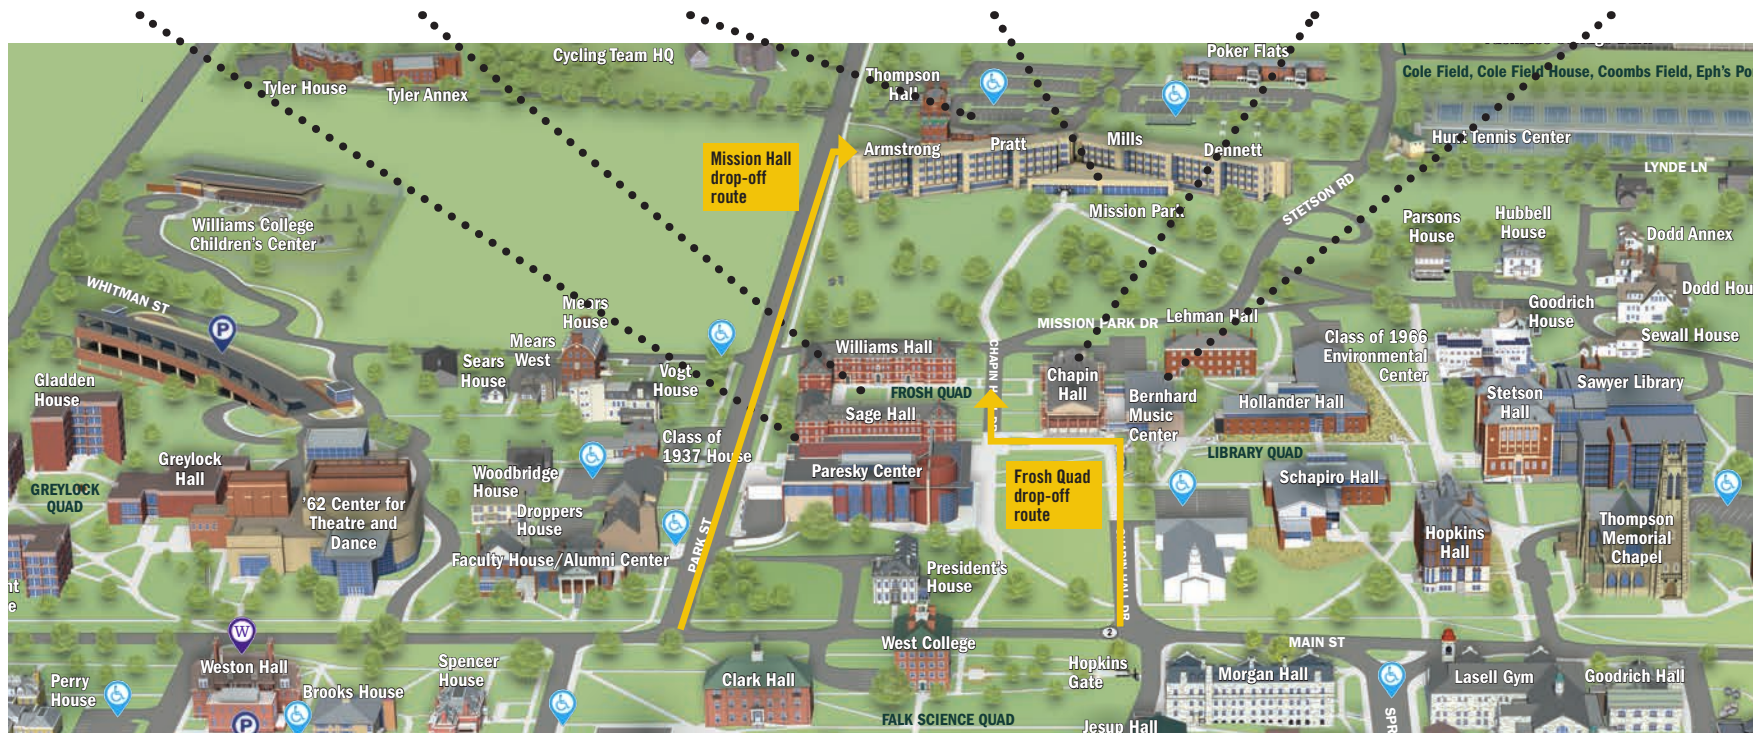 Poker Flats
Cycling Team HQ
Tyler House
Tyler Annex
Thompson
Hall
Cole Field, Cole Field House, Coombs Field, Eph's Po
Hunt Tennis Center
Mission Hall
drop-off
route
Armstrong
Pratt
Mills
Dennett
LYNDE LN
STETSON RD
Mission Park
Williams College
Children's Center
Parsons
House
Hubbell
House
Dodd Annex
Dodd Hou
WHITMAN ST
P
Mears
House
Mears
West
Sears
House
Vogt
House
Williams Hall
FROSH QUAD
Sage Hall
Paresky Center
MISSION PARK DR
Lehman Hall
Chapin
Hall
Bernhard
Music
Center
Hollander Hall
LIBRARY QUAD
Class of 1966
Environmental
Center
Goodrich
House
Sewall House
Stetson
Hall
Sawyer Library
Gladden
House
Greylock
Hall
GREYLOCK
QUAD
'62 Center for
Theatre and
Dance
Class of
1937 House
Woodbridge
House
Droppers
House
Faculty House/Alumni Center
PARK ST
Frosh Quad
drop-off
route
Schapiro Hall
Hopkins
Hall
Thompson
Memorial
Chapel
President's
House
West College
2
MAIN ST
W
Weston Hall
Perry
House
P
Brooks House
Spencer
House
Clark Hall
FALK SCIENCE QUAD
Hopkins
Gate
Jesup Hall
Morgan Hall
SPR
Lasell Gym
Goodrich Hall